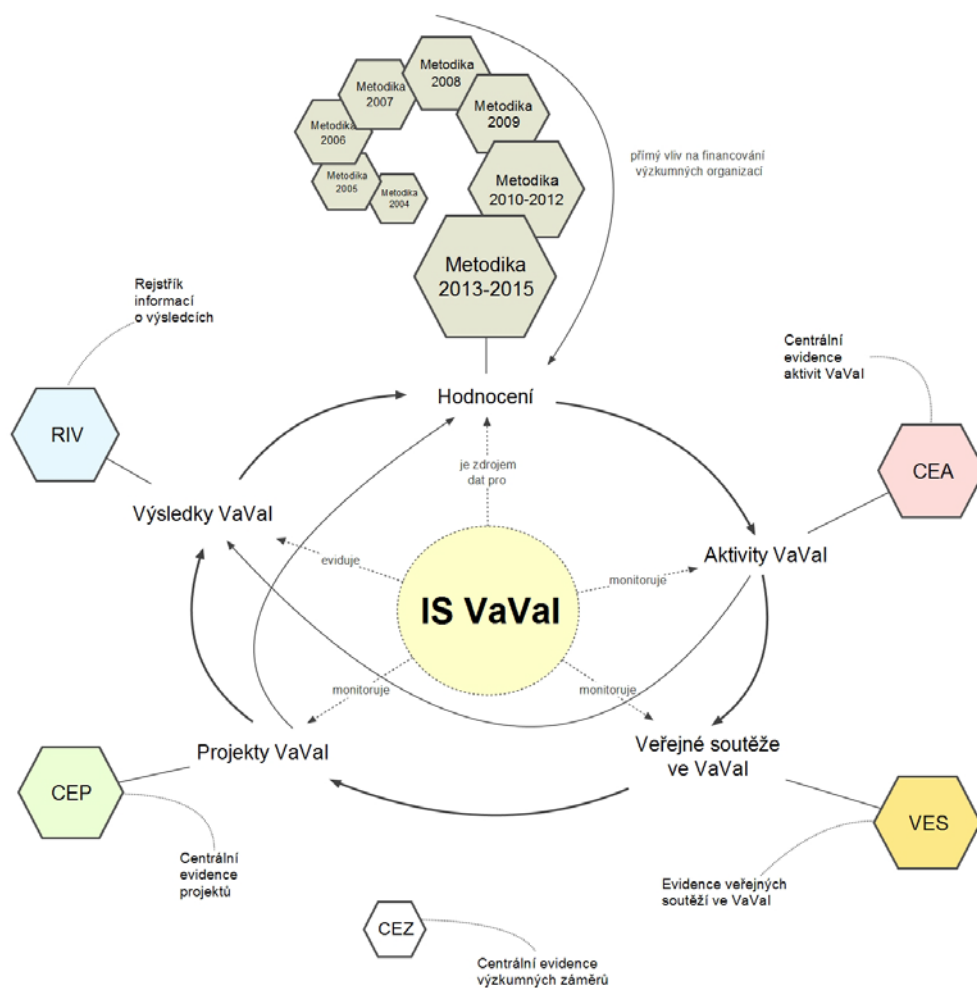 Metodika
2008
Metodika
2007
Metodika
2009
Metodika
2006
Metodika
2005
Metodika
2004
Metodika
2010-2012
přímý vliv na financování
výzkumných organizací
Metodika
2013-2015
Rejstřík
informací
o výsledcích
Centrální
evidence
aktivit VaVaI
Hodnocení
RIV
CEA
je zdrojem
dat pro
Výsledky VaVaI
Aktivity VaVaI
eviduje
monitoruje
IS VaVaI
monitoruje
monitoruje
Projekty VaVaI
Veřejné soutěže
ve VaVaI
CEP
VES
Centrální
evidence
projektů
Evidence veřejných
soutěží ve VaVaI
CEZ
Centrální evidence
výzkumných záměrů